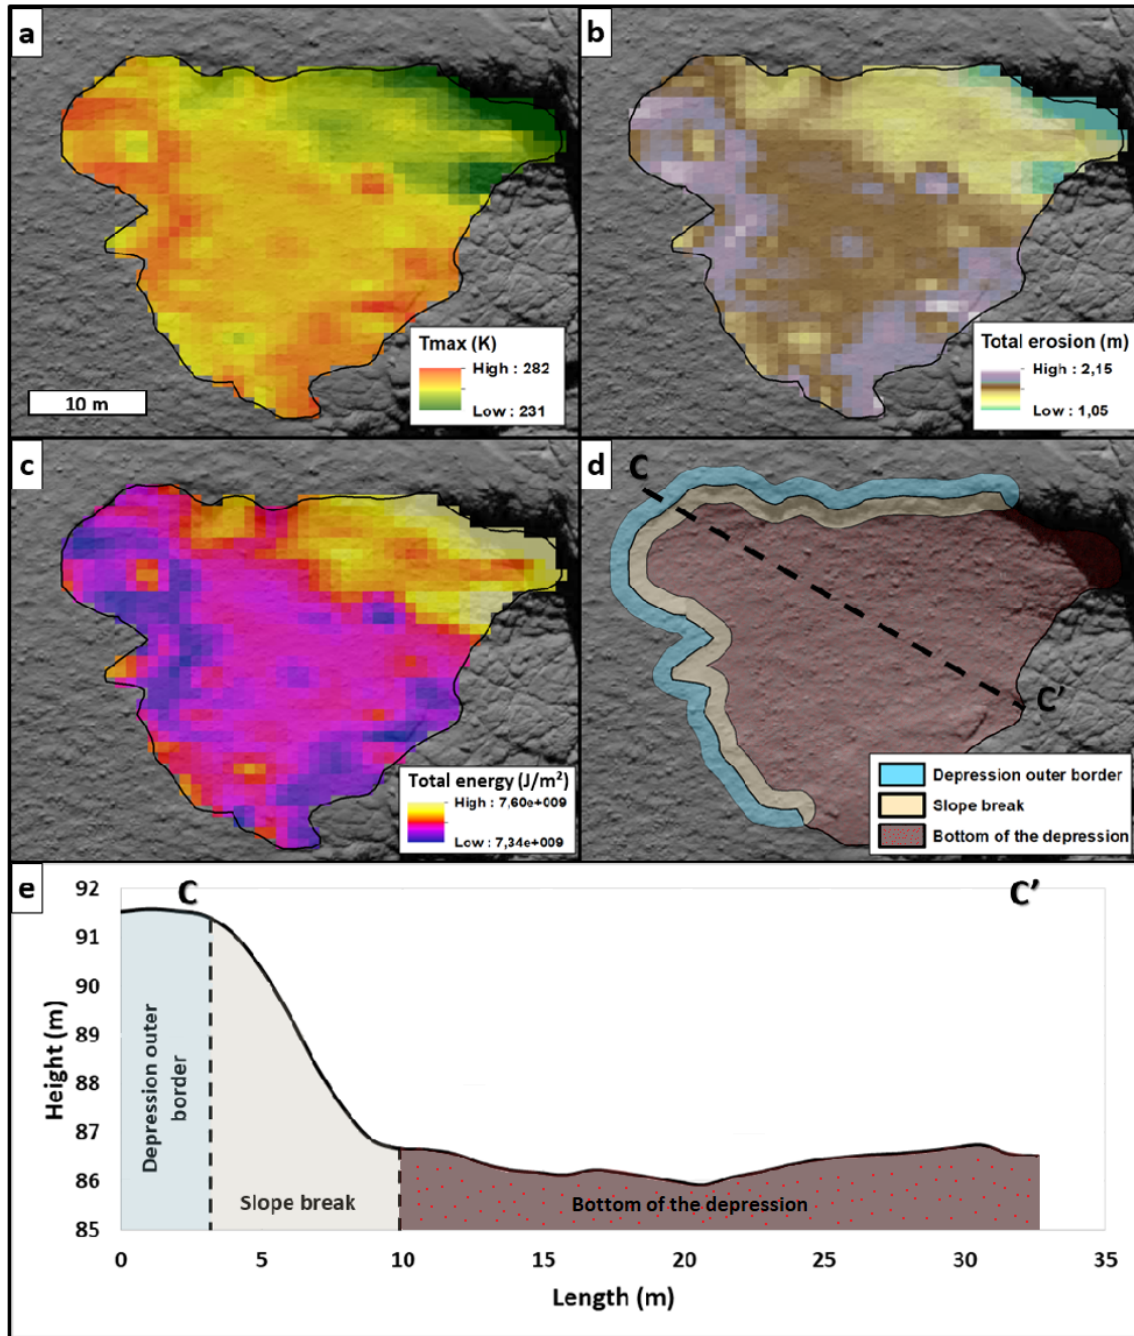 a
Tmax (K)
High : 282
Low : 231
10 m
b
Total erosion (m)
High : 2,15
Low : 1,05
c
Total energy (J/m²)
High : 7,60e+009
Low : 7,34e+009
d
C
C'
Depression outer border
Slope break
Bottom of the depression
e
C
C'
92
91
90
89
88
87
86
85
Height (m)
Depression outer
border
Slope break
Bottom of the depression
0 5 10 15 20 25 30 35
Length (m)